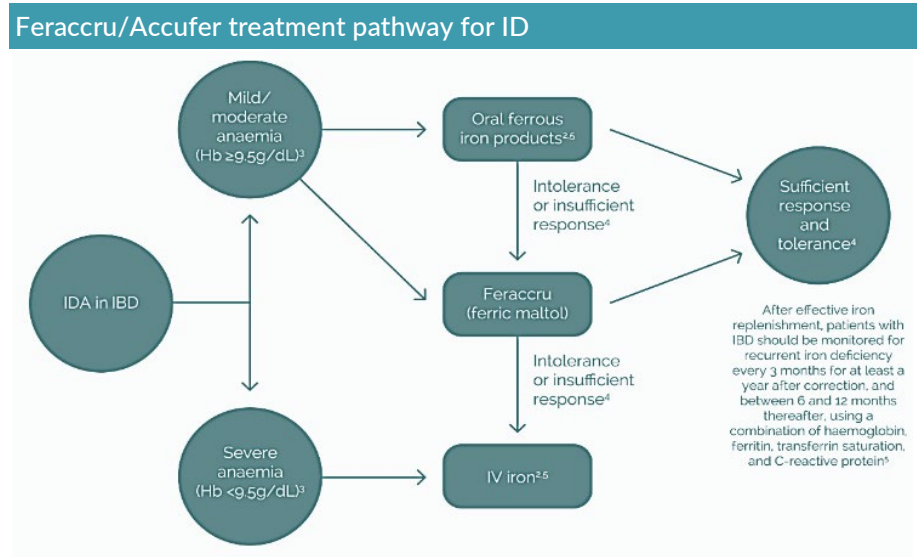 Feraccru/Accufer treatment pathway for ID
Mild/
moderate
anaemia
(Hb ≥9.5g/dL)³
Oral ferrous
iron products²,⁶
Intolerance
or insufficient
response⁴
Sufficient
response
and
tolerance⁴
IDA in IBD
Feraccru
(ferric maltol)
After effective iron
replenishment, patients with
IBD should be monitored for
recurrent iron deficiency
every 3 months for at least a
year after correction, and
between 6 and 12 months
thereafter, using a
combination of haemoglobin,
ferritin, transferrin saturation,
and C-reactive protein⁵
Intolerance
or insufficient
response⁴
Severe
anaemia
(Hb <9.5g/dL)³
IV iron²,⁵